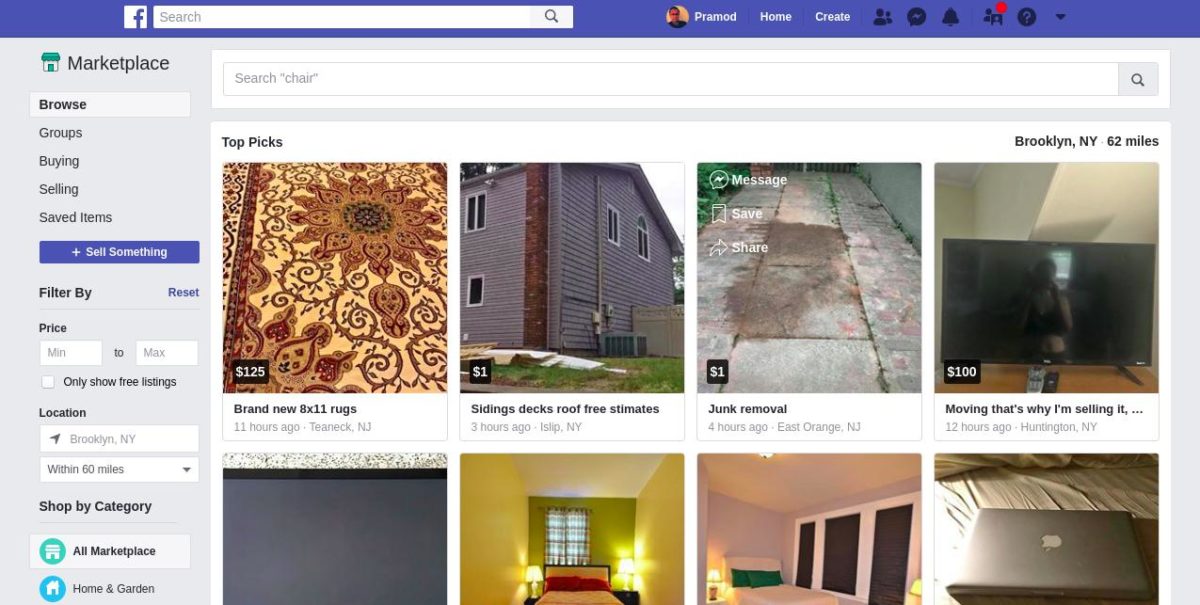 Search
Pramod
Home
Create
Marketplace
Browse
Groups
Buying
Selling
Saved Items
+ Sell Something
Filter By
Reset
Price
Min
to
Max
Only show free listings
Location
Brooklyn, NY
Within 60 miles
Shop by Category
All Marketplace
Home & Garden
Search "chair"
Top Picks
Brooklyn, NY · 62 miles
$125
Brand new 8x11 rugs
11 hours ago · Teaneck, NJ
$1
Sidings decks roof free stimates
3 hours ago · Islip, NY
Message
Save
Share
$1
Junk removal
4 hours ago · East Orange, NJ
$100
Moving that's why I'm selling it, ...
12 hours ago · Huntington, NY